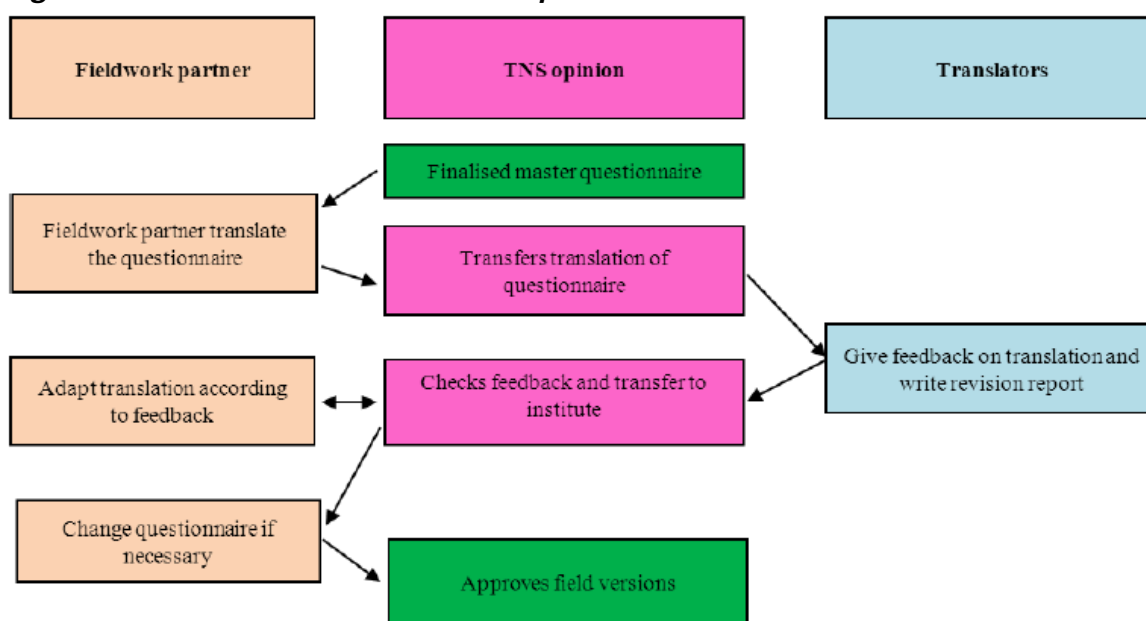 Fieldwork partner
TNS opinion
Translators
Finalised master questionnaire
Fieldwork partner translate
the questionnaire
Transfers translation of
questionnaire
Give feedback on translation and
write revision report
Adapt translation according
to feedback
Checks feedback and transfer to
institute
Change questionnaire if
necessary
Approves field versions